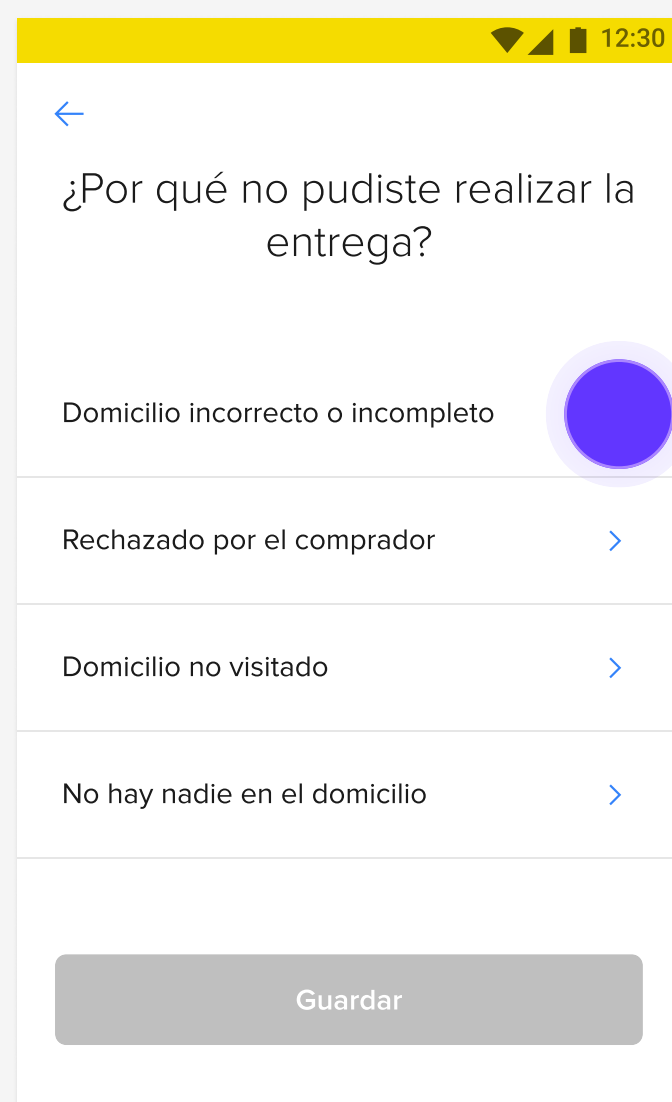 12:30
¿Por qué no pudiste realizar la
entrega?
Domicilio incorrecto o incompleto
Rechazado por el comprador
Domicilio no visitado
No hay nadie en el domicilio
Guardar